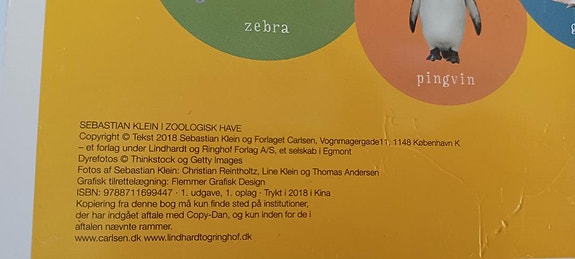 zebra
pingvin
SEBASTIAN KLEIN I ZOOLOGISK HAVE
Copyright © Tekst 2018 Sebastian Klein og Forlaget Carlsen, Vognmagergade11, 1148 København K
– et forlag under Lindhardt og Ringhof Forlag A/S, et selskab i Egmont
Dyrefotos © Thinkstock og Getty Images
Fotos af Sebastian Klein: Christian Reintholtz, Line Klein og Thomas Andersen
Grafisk tilrettelægning: Flemmer Grafisk Design
ISBN: 9788711699447 · 1. udgave, 1. oplag · Trykt i 2018 i Kina
Kopiering fra denne bog må kun finde sted på institutioner,
der har indgået aftale med Copy-Dan, og kun inden for de i
aftalen nævnte rammer.
www.carlsen.dk www.lindhardtogringhof.dk